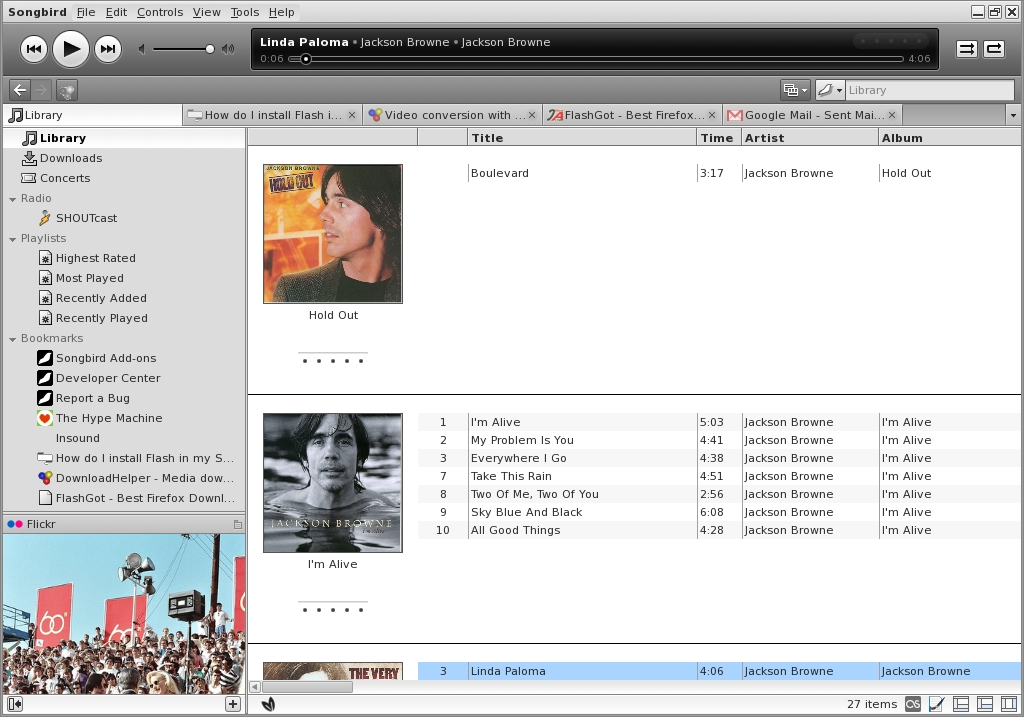 Songbird File Edit Controls View Tools Help
Linda Paloma • Jackson Browne • Jackson Browne
0:06 4:06
Library
Library How do I install Flash i... Video conversion with ... FlashGot - Best Firefox... Google Mail - Sent Mai...
Library
Downloads
Concerts
Radio
SHOUTcast
Playlists
Highest Rated
Most Played
Recently Added
Recently Played
Bookmarks
Songbird Add-ons
Developer Center
Report a Bug
The Hype Machine
Insound
How do I install Flash in my S...
DownloadHelper - Media dow...
FlashGot - Best Firefox Downl...
Flickr
60
Title Time Artist Album
JACKSON BROWNE
HOLD OUT
Boulevard 3:17 Jackson Browne Hold Out
Hold Out
1 I'm Alive 5:03 Jackson Browne I'm Alive
2 My Problem Is You 4:41 Jackson Browne I'm Alive
3 Everywhere I Go 4:38 Jackson Browne I'm Alive
7 Take This Rain 4:51 Jackson Browne I'm Alive
8 Two Of Me, Two Of You 2:56 Jackson Browne I'm Alive
9 Sky Blue And Black 6:08 Jackson Browne I'm Alive
10 All Good Things 4:28 Jackson Browne I'm Alive
JACKSON BROWNE
I'm Alive
THE VERY
3 Linda Paloma 4:06 Jackson Browne Jackson Browne
27 items